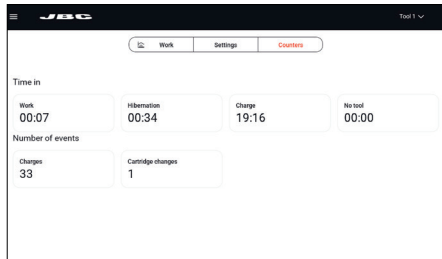 JBC
Tool 1
Work Settings Counters
Time in
Work Hibernation Charge No tool
00:07 00:34 19:16 00:00
Number of events
Charges Cartridge changes
33 1